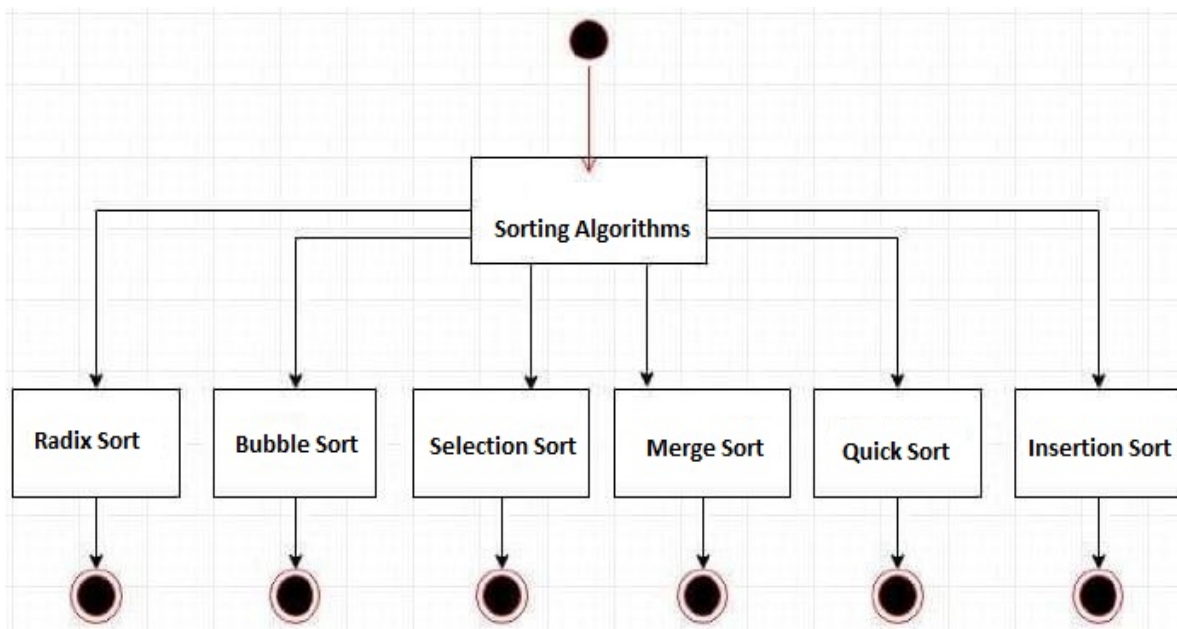 Sorting Algorithms
Radix Sort
Bubble Sort
Selection Sort
Merge Sort
Quick Sort
Insertion Sort